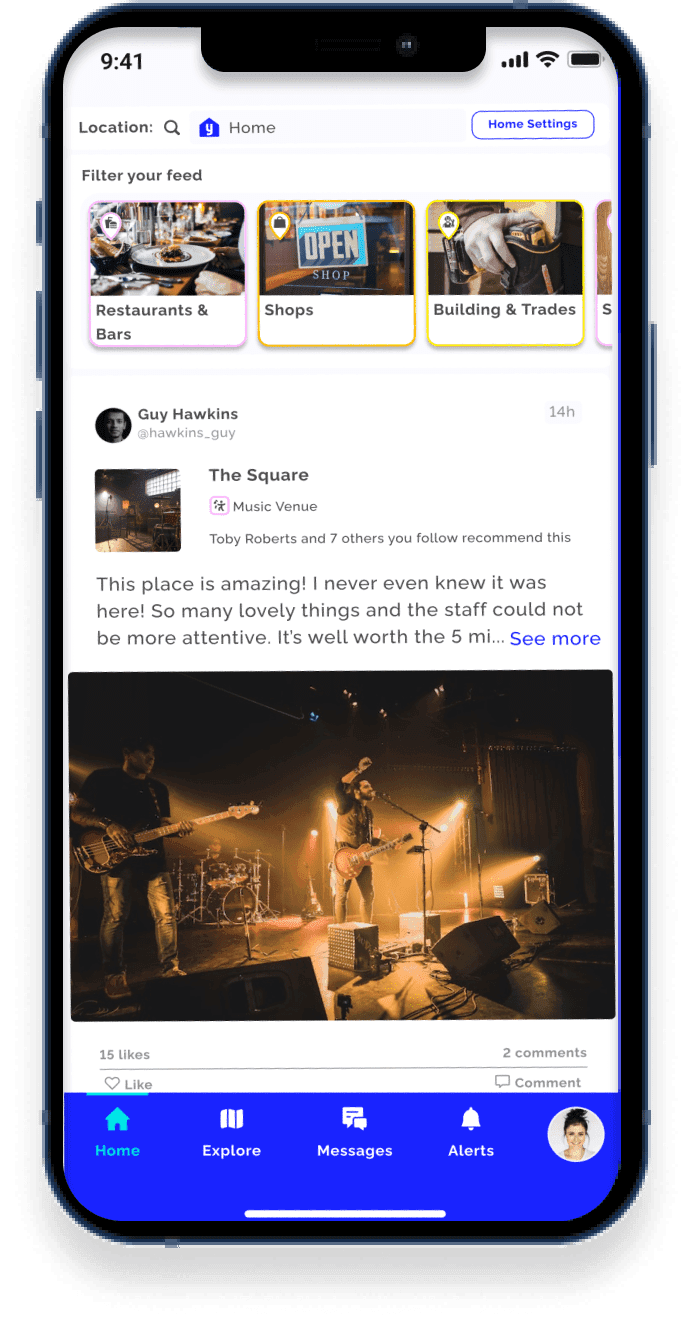 9:41
Location: y Home Home Settings
Filter your feed
OPEN
SHOP
Restaurants &
Bars
Shops
Building & Trades
S
Guy Hawkins 14h
@hawkins_guy
The Square
Music Venue
Toby Roberts and 7 others you follow recommend this
This place is amazing! I never even knew it was
here! So many lovely things and the staff could not
be more attentive. It's well worth the 5 mi... See more
15 likes 2 comments
Like Comment
Home Explore Messages Alerts